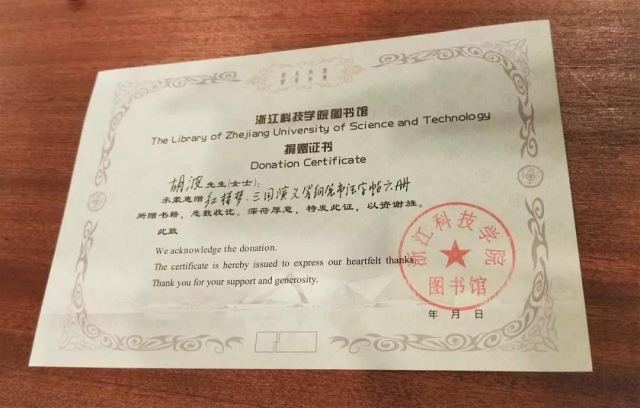 浙江科技学院图书馆
The Library of Zhejiang University of Science and Technology
捐赠证书
Donation Certificate
胡波 先生(女士):
承蒙惠赠 红楼梦、三国演义等钢笔书法字帖六册
所赠书籍,悉数收讫。深荷厚意,特发此证,以资谢旌。
此致
We acknowledge the donation.
The certificate is hereby issued to express our heartfelt thanks.
Thank you for your support and generosity.
浙江科技学院
图书馆
年 月 日